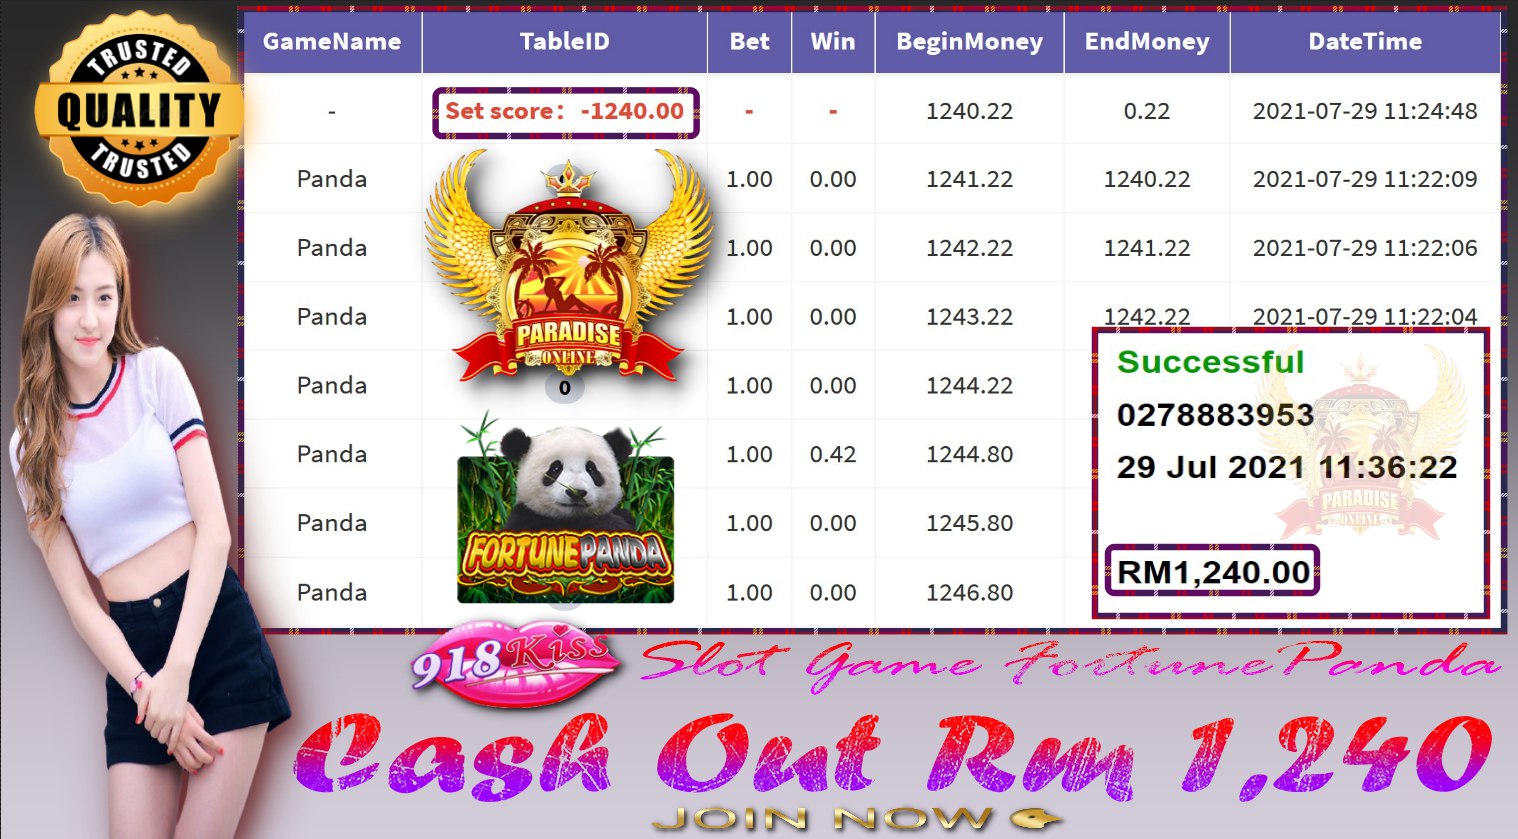 TRUSTED
QUALITY
TRUSTED
GameName TableID Bet Win BeginMoney EndMoney DateTime
- Set score: -1240.00 - - 1240.22 0.22 2021-07-29 11:24:48
Panda 1.00 0.00 1241.22 1240.22 2021-07-29 11:22:09
Panda 1.00 0.00 1242.22 1241.22 2021-07-29 11:22:06
Panda 1.00 0.00 1243.22 1242.22 2021-07-29 11:22:04
PARADISE
ONLINE
Panda 0 1.00 0.00 1244.22
Panda 1.00 0.42 1244.80
Panda 1.00 0.00 1245.80
FORTUNE PANDA
Panda 1.00 0.00 1246.80
Successful
0278883953
29 Jul 2021 11:36:22
PARADISE
ONLINE
RM1,240.00
918Kiss Slot Game FortunePanda
Cash Out Rm 1,240
JOIN NOW